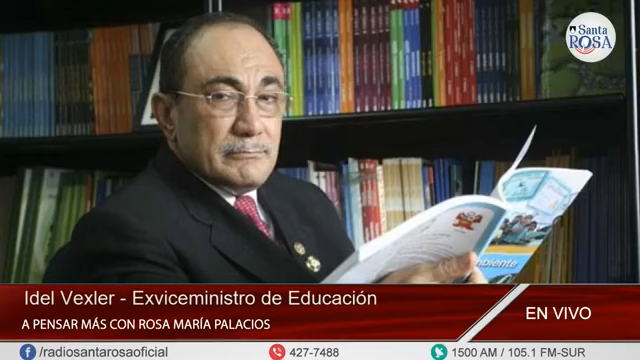 Santa
ROSA
mbiente
Idel Vexler - Exviceministro de Educación
EN VIVO
A PENSAR MÁS CON ROSA MARÍA PALACIOS
/radiosantarosaoficial
427-7488
1500 AM / 105.1 FM-SUR